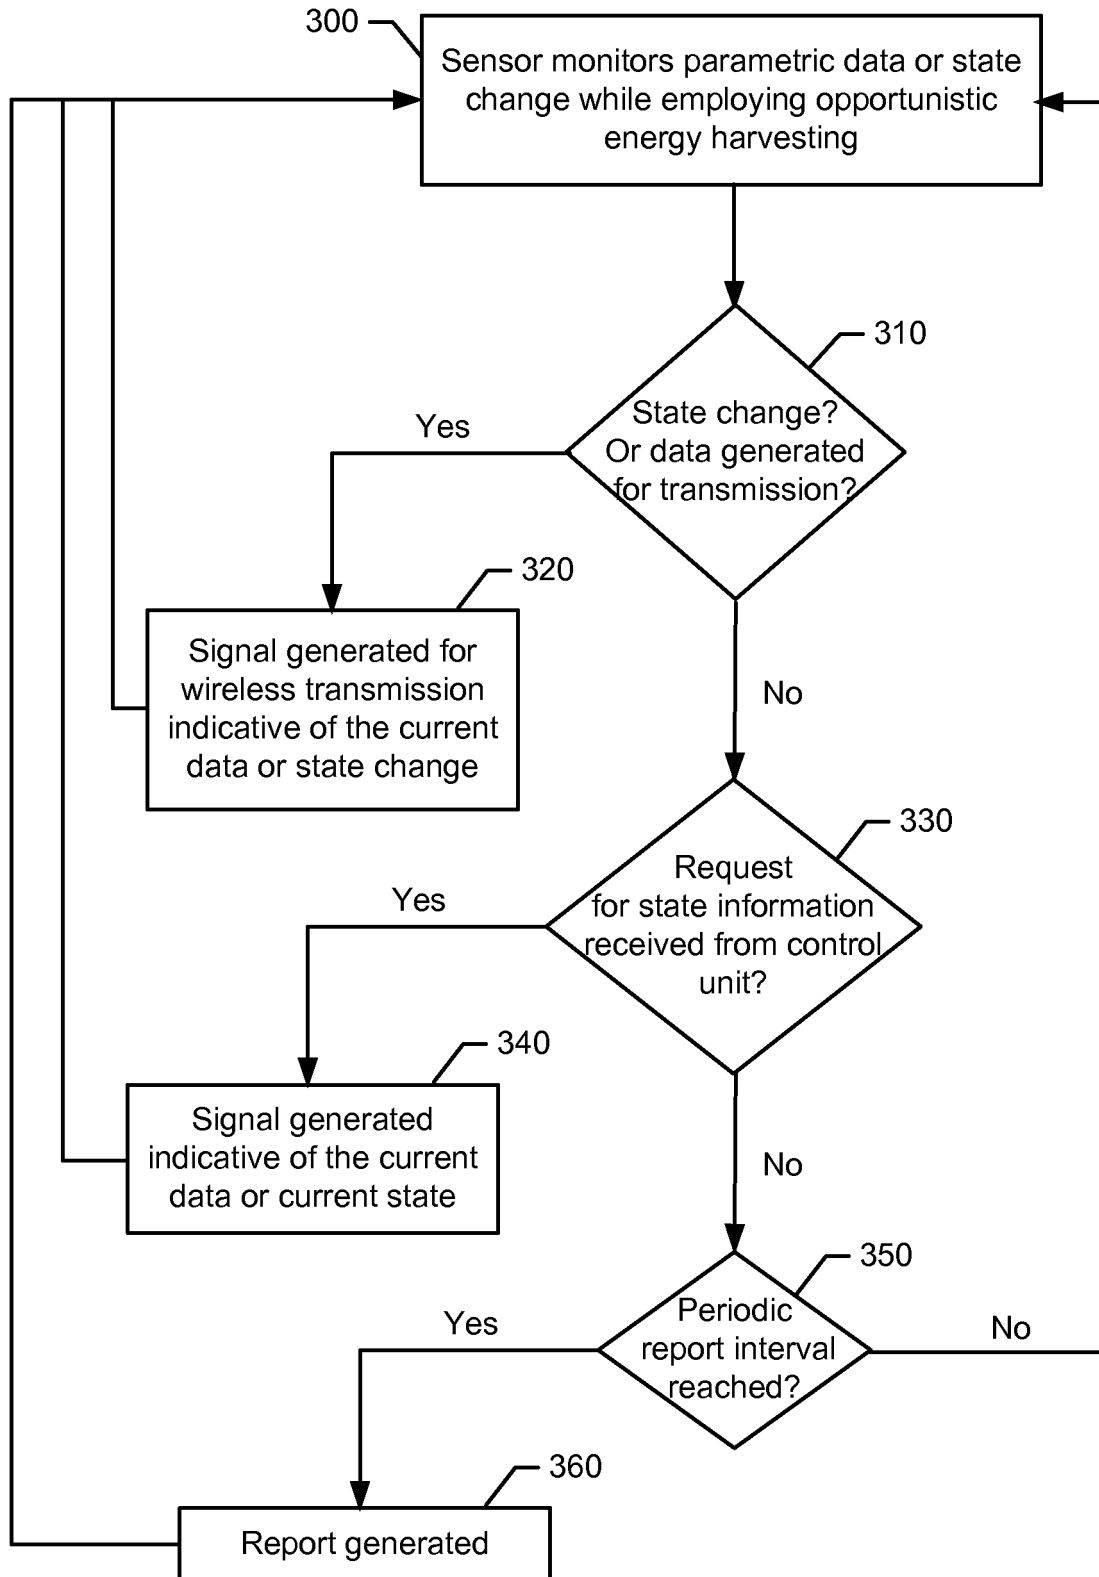 300
Sensor monitors parametric data or state
change while employing opportunistic
energy harvesting
310
State change?
Or data generated
for transmission?
Yes
320
Signal generated for
wireless transmission
indicative of the current
data or state change
No
330
Request
for state information
received from control
unit?
Yes
340
Signal generated
indicative of the current
data or current state
No
350
Periodic
report interval
reached?
Yes
No
360
Report generated